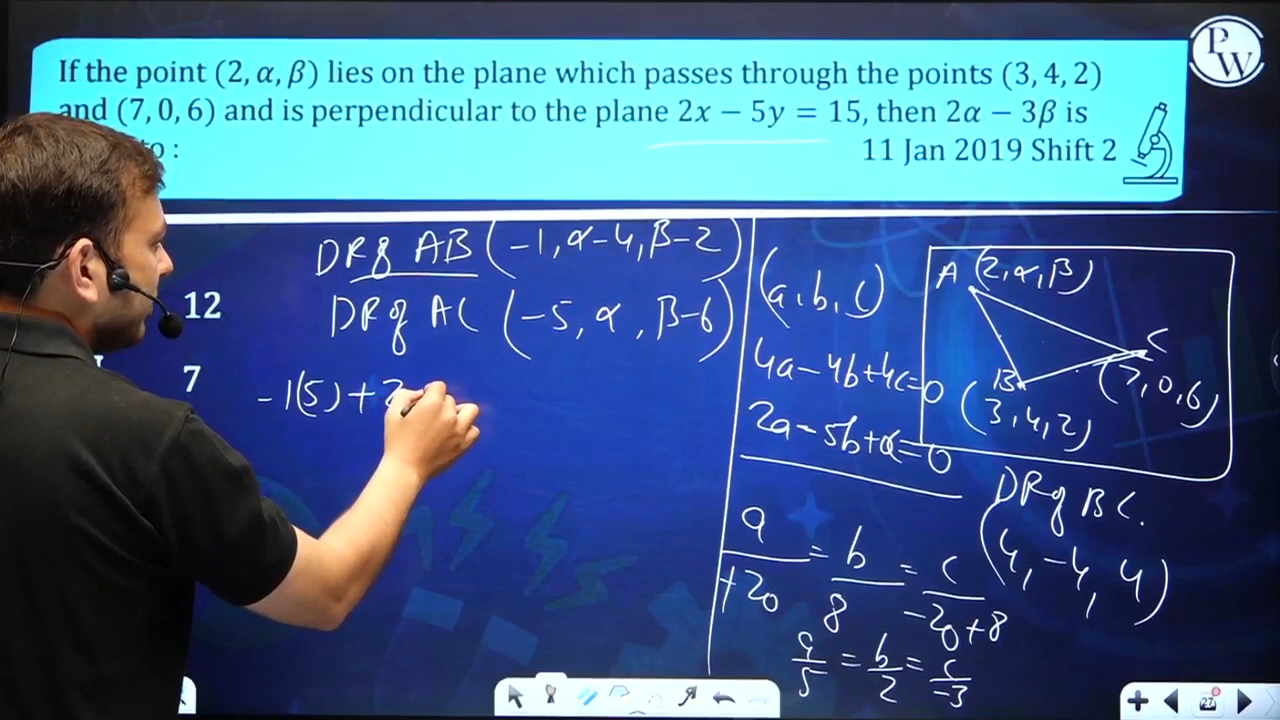 If the point (2, α, β) lies on the plane which passes through the points (3, 4, 2)
and (7, 0, 6) and is perpendicular to the plane 2x − 5y = 15, then 2α − 3β is
to :
11 Jan 2019 Shift 2
PW
DR of AB (-1, α-4, β-2)
DR of AC (-5, α, β-6)
12
7
-1(5)+2
(a, b, c)
4a-4b+4c=0
2a-5b+0c=0
a/+20 = b/8 = c/-20+8
a/5 = b/2 = c/-3
A (2, α, β)
B
(3, 4, 2)
C
(7, 0, 6)
DR of BC.
(4, -4, 4)
27